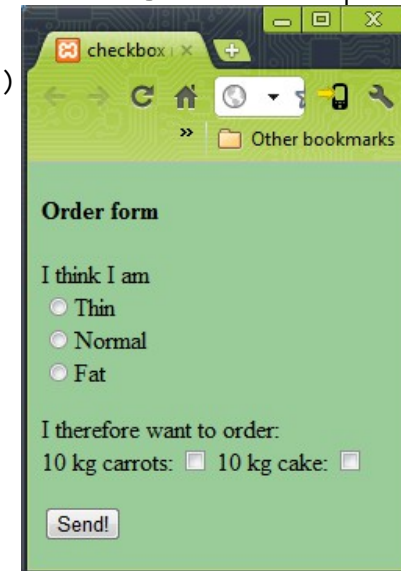 checkbox
)
»
Other bookmarks
Order form
I think I am
Thin
Normal
Fat
I therefore want to order:
10 kg carrots: 10 kg cake:
Send!